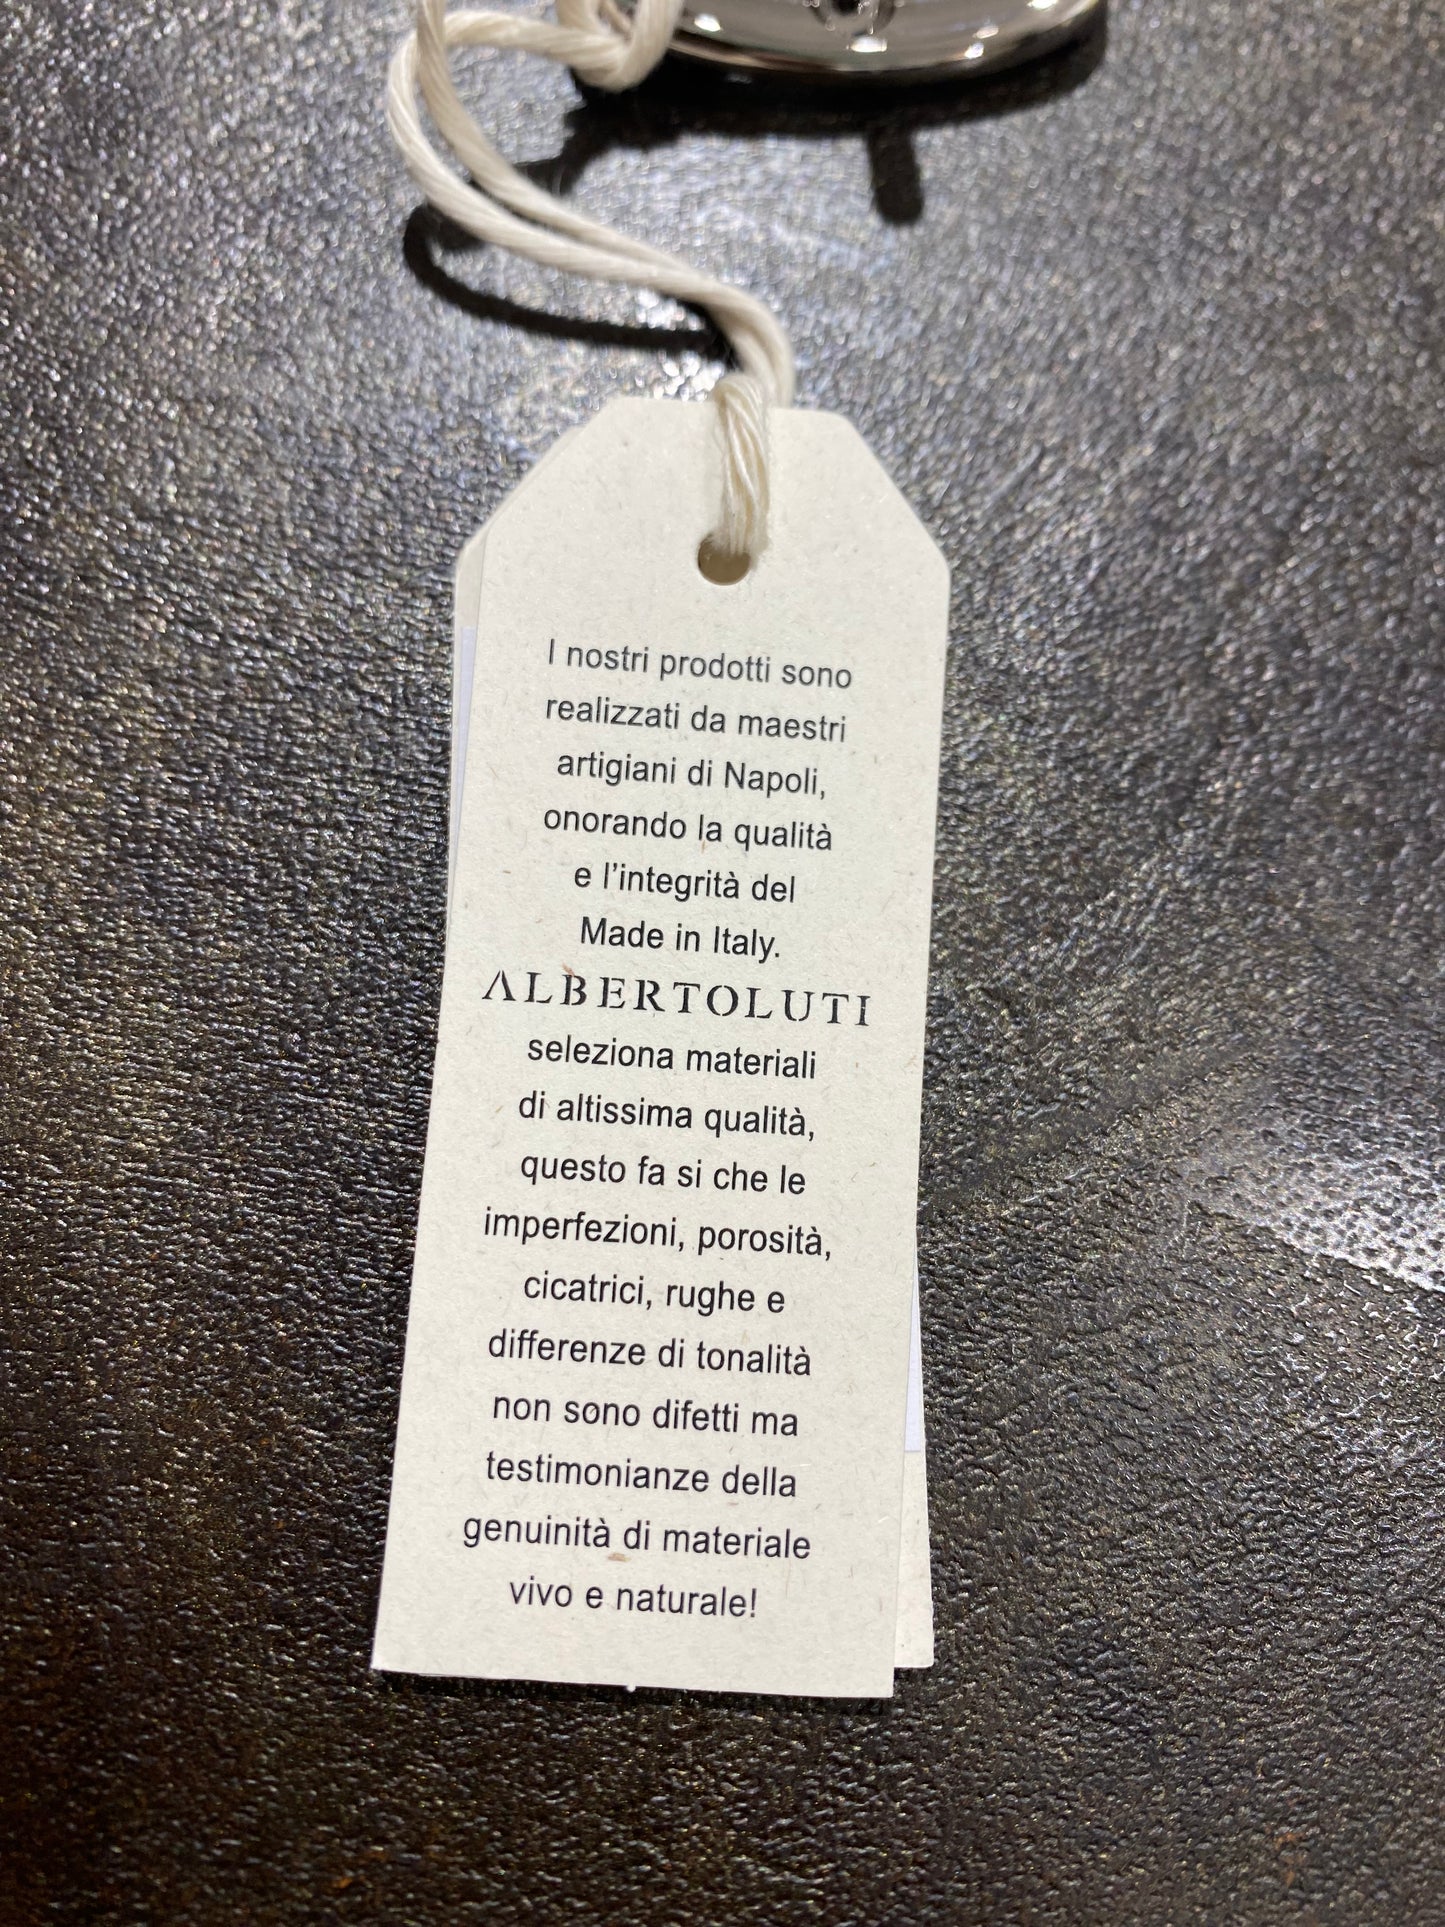 I nostri prodotti sono
realizzati da maestri
artigiani di Napoli,
onorando la qualità
e l’integrità del
Made in Italy.
ALBERTOLUTI
seleziona materiali
di altissima qualità,
questo fa si che le
imperfezioni, porosità,
cicatrici, rughe e
differenze di tonalità
non sono difetti ma
testimonianze della
genuinità di materiale
vivo e naturale!